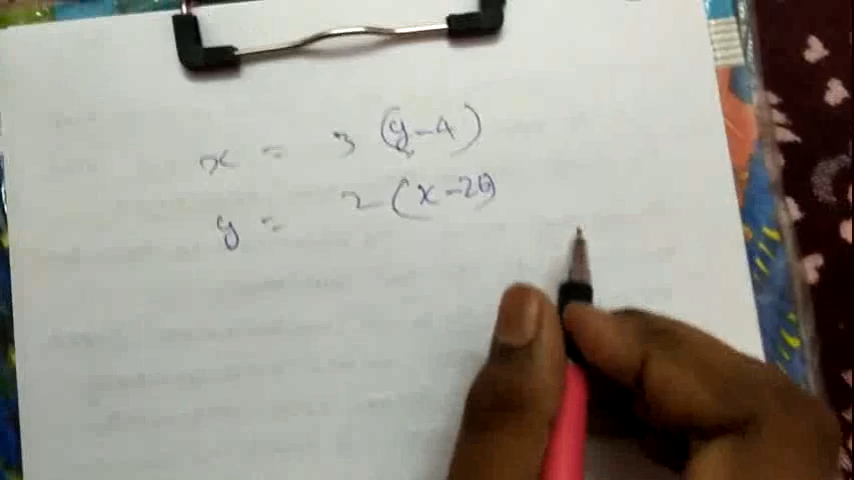 x = 3 (y-4)
y = 2 (x-20)